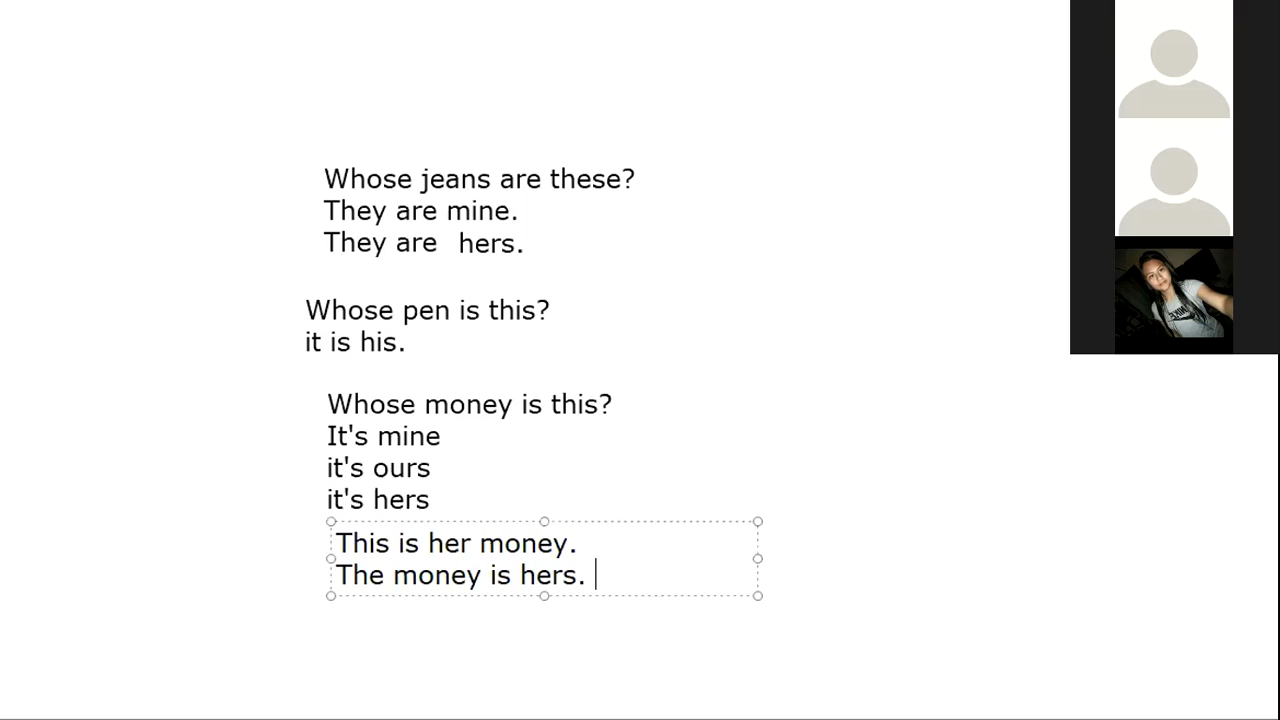 Whose jeans are these?
They are mine.
They are hers.
Whose pen is this?
it is his.
Whose money is this?
It's mine
it's ours
it's hers
This is her money.
The money is hers.